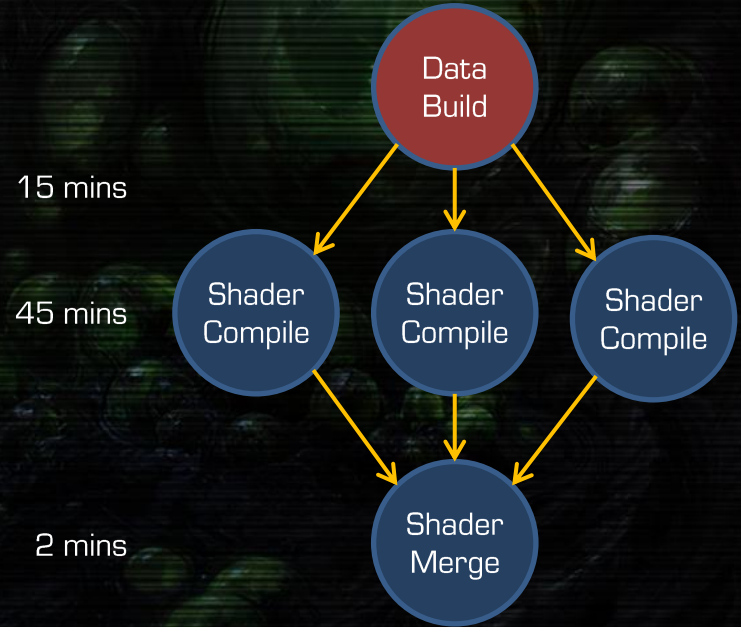 Data
Build
15 mins
45 mins
Shader
Compile
Shader
Compile
Shader
Compile
2 mins
Shader
Merge